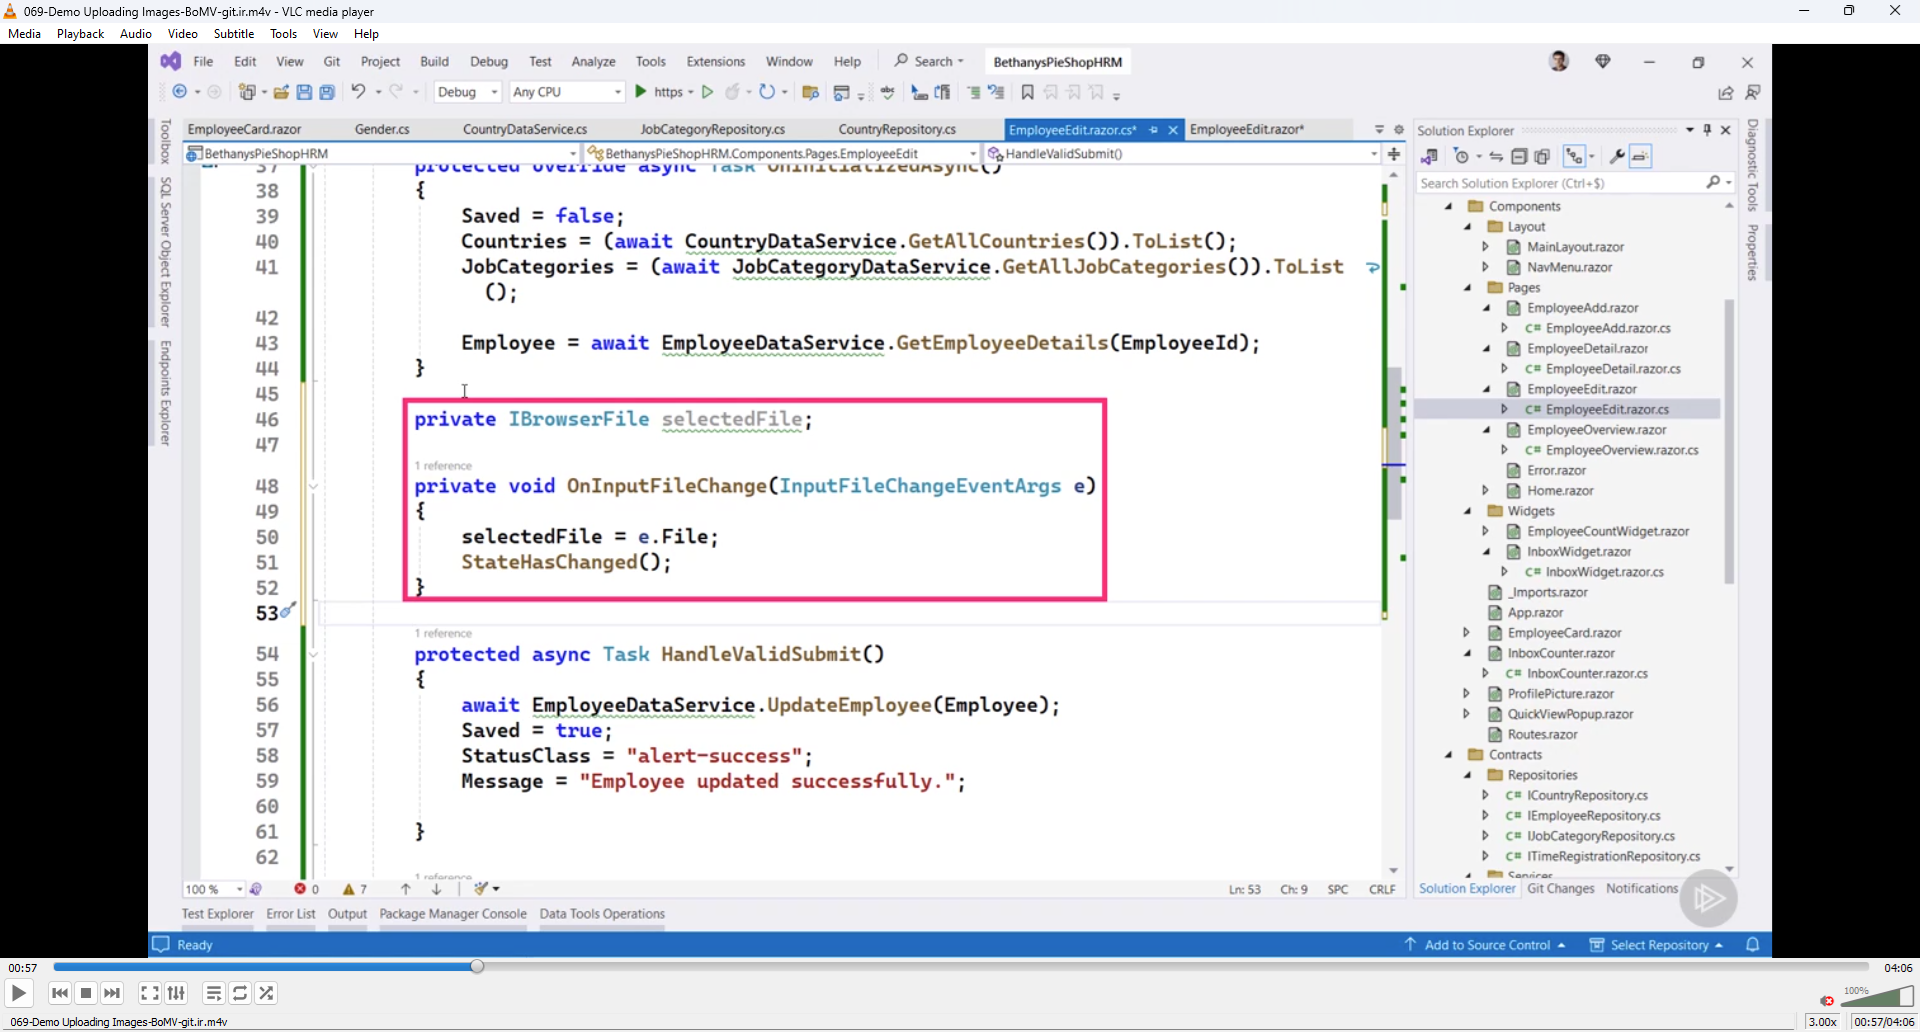 069-Demo Uploading Images-BoMV-git.ir.m4v - VLC media player
Media Playback Audio Video Subtitle Tools View Help
File Edit View Git Project Build Debug Test Analyze Tools Extensions Window Help Search BethanysPieShopHRM
Debug Any CPU https
EmployeeCard.razor Gender.cs CountryDataService.cs JobCategoryRepository.cs CountryRepository.cs EmployeeEdit.razor.cs* EmployeeEdit.razor*
BethanysPieShopHRM BethanysPieShopHRM.Components.Pages.EmployeeEdit HandleValidSubmit()
Toolbox
SQL Server Object Explorer
Endpoints Explorer
37 protected override async Task OnInitializedAsync()
38 {
39 Saved = false;
40 Countries = (await CountryDataService.GetAllCountries()).ToList();
41 JobCategories = (await JobCategoryDataService.GetAllJobCategories()).ToList
();
42
43 Employee = await EmployeeDataService.GetEmployeeDetails(EmployeeId);
44 }
45
46 private IBrowserFile selectedFile;
47
1 reference
48 private void OnInputFileChange(InputFileChangeEventArgs e)
49 {
50 selectedFile = e.File;
51 StateHasChanged();
52 }
53
1 reference
54 protected async Task HandleValidSubmit()
55 {
56 await EmployeeDataService.UpdateEmployee(Employee);
57 Saved = true;
58 StatusClass = "alert-success";
59 Message = "Employee updated successfully.";
60
61 }
62
1 reference
100 % 0 7 Ln: 53 Ch: 9 SPC CRLF
Solution Explorer
Search Solution Explorer (Ctrl+$)
Components
Layout
MainLayout.razor
NavMenu.razor
Pages
EmployeeAdd.razor
C# EmployeeAdd.razor.cs
EmployeeDetail.razor
C# EmployeeDetail.razor.cs
EmployeeEdit.razor
C# EmployeeEdit.razor.cs
EmployeeOverview.razor
C# EmployeeOverview.razor.cs
Error.razor
Home.razor
Widgets
EmployeeCountWidget.razor
InboxWidget.razor
C# InboxWidget.razor.cs
_Imports.razor
App.razor
EmployeeCard.razor
InboxCounter.razor
C# InboxCounter.razor.cs
ProfilePicture.razor
QuickViewPopup.razor
Routes.razor
Contracts
Repositories
C# ICountryRepository.cs
C# IEmployeeRepository.cs
C# IJobCategoryRepository.cs
C# ITimeRegistrationRepository.cs
Services
Solution Explorer Git Changes Notifications
Diagnostic Tools
Properties
Test Explorer Error List Output Package Manager Console Data Tools Operations
Ready Add to Source Control Select Repository
00:57 04:06
100%
069-Demo Uploading Images-BoMV-git.ir.m4v 3.00x 00:57/04:06